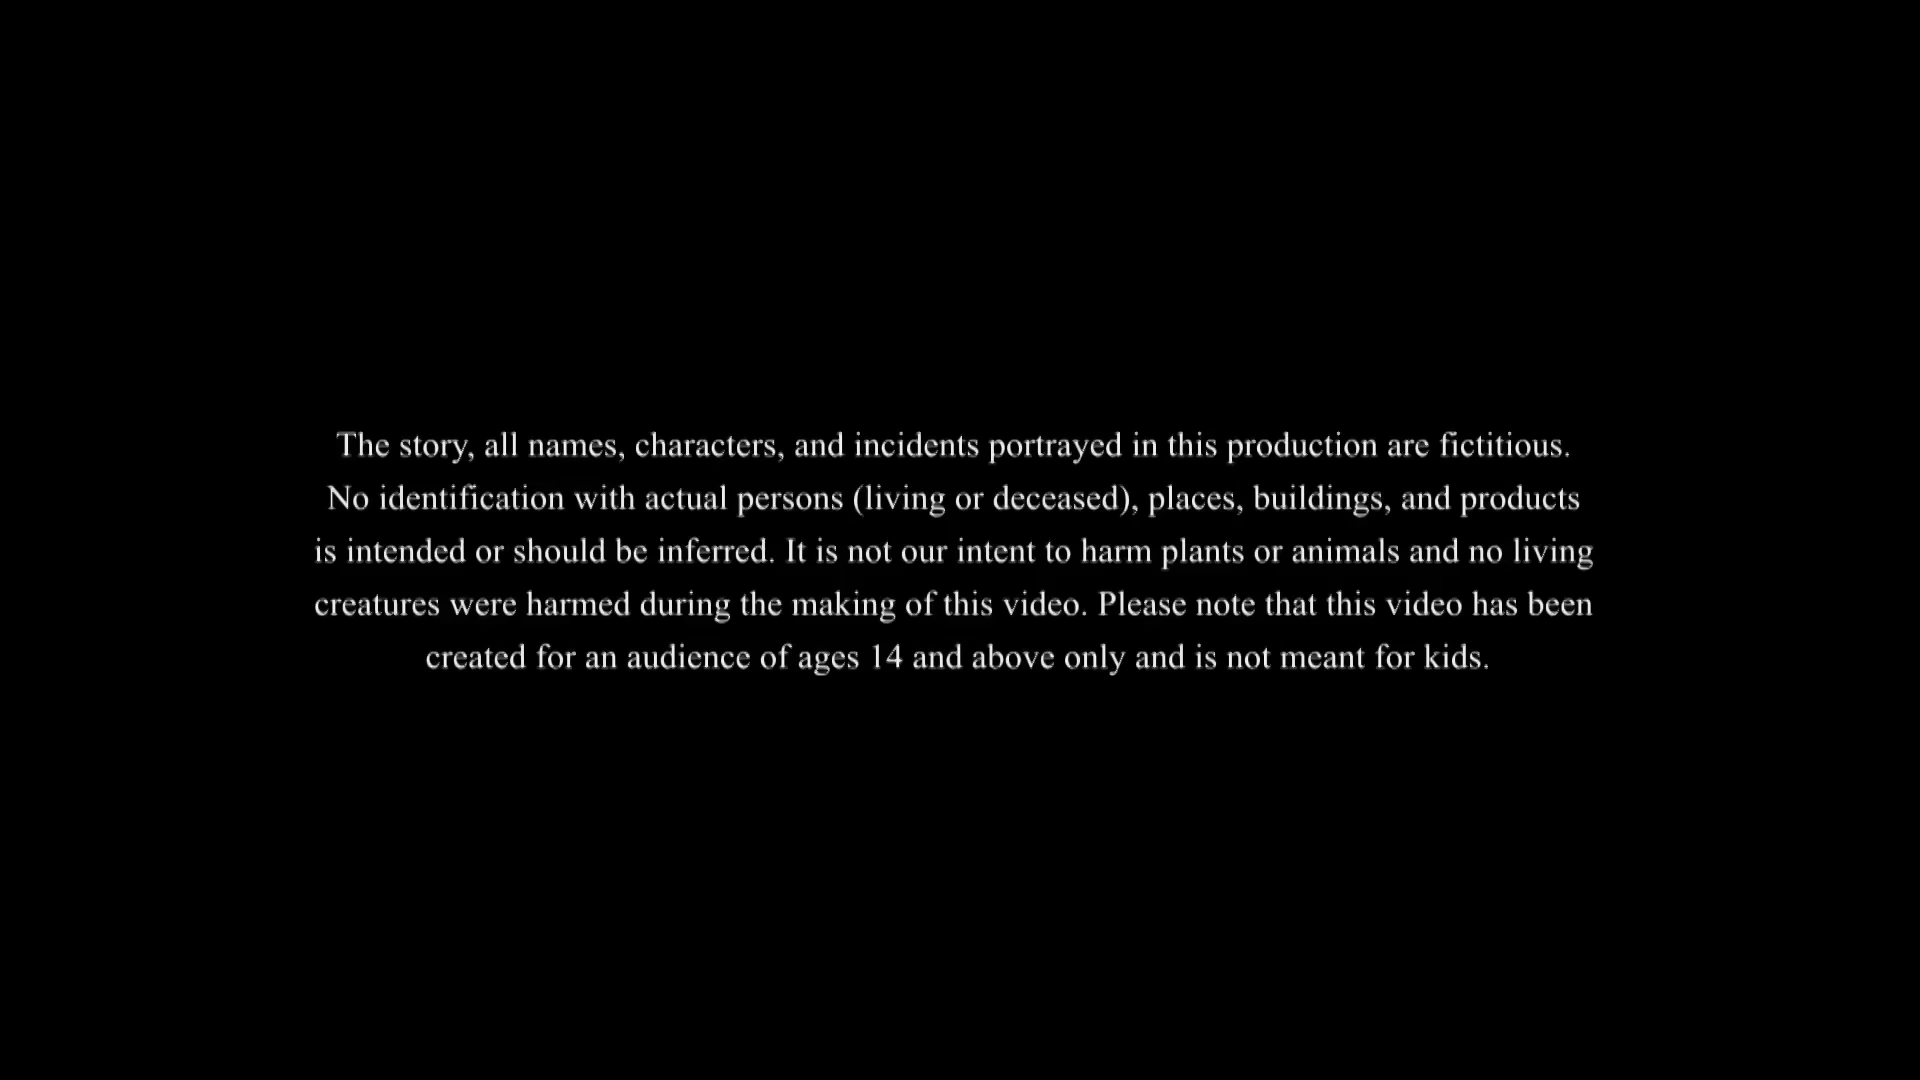 The story, all names, characters, and incidents portrayed in this production are fictitious.
No identification with actual persons (living or deceased), places, buildings, and products
is intended or should be inferred. It is not our intent to harm plants or animals and no living
creatures were harmed during the making of this video. Please note that this video has been
created for an audience of ages 14 and above only and is not meant for kids.